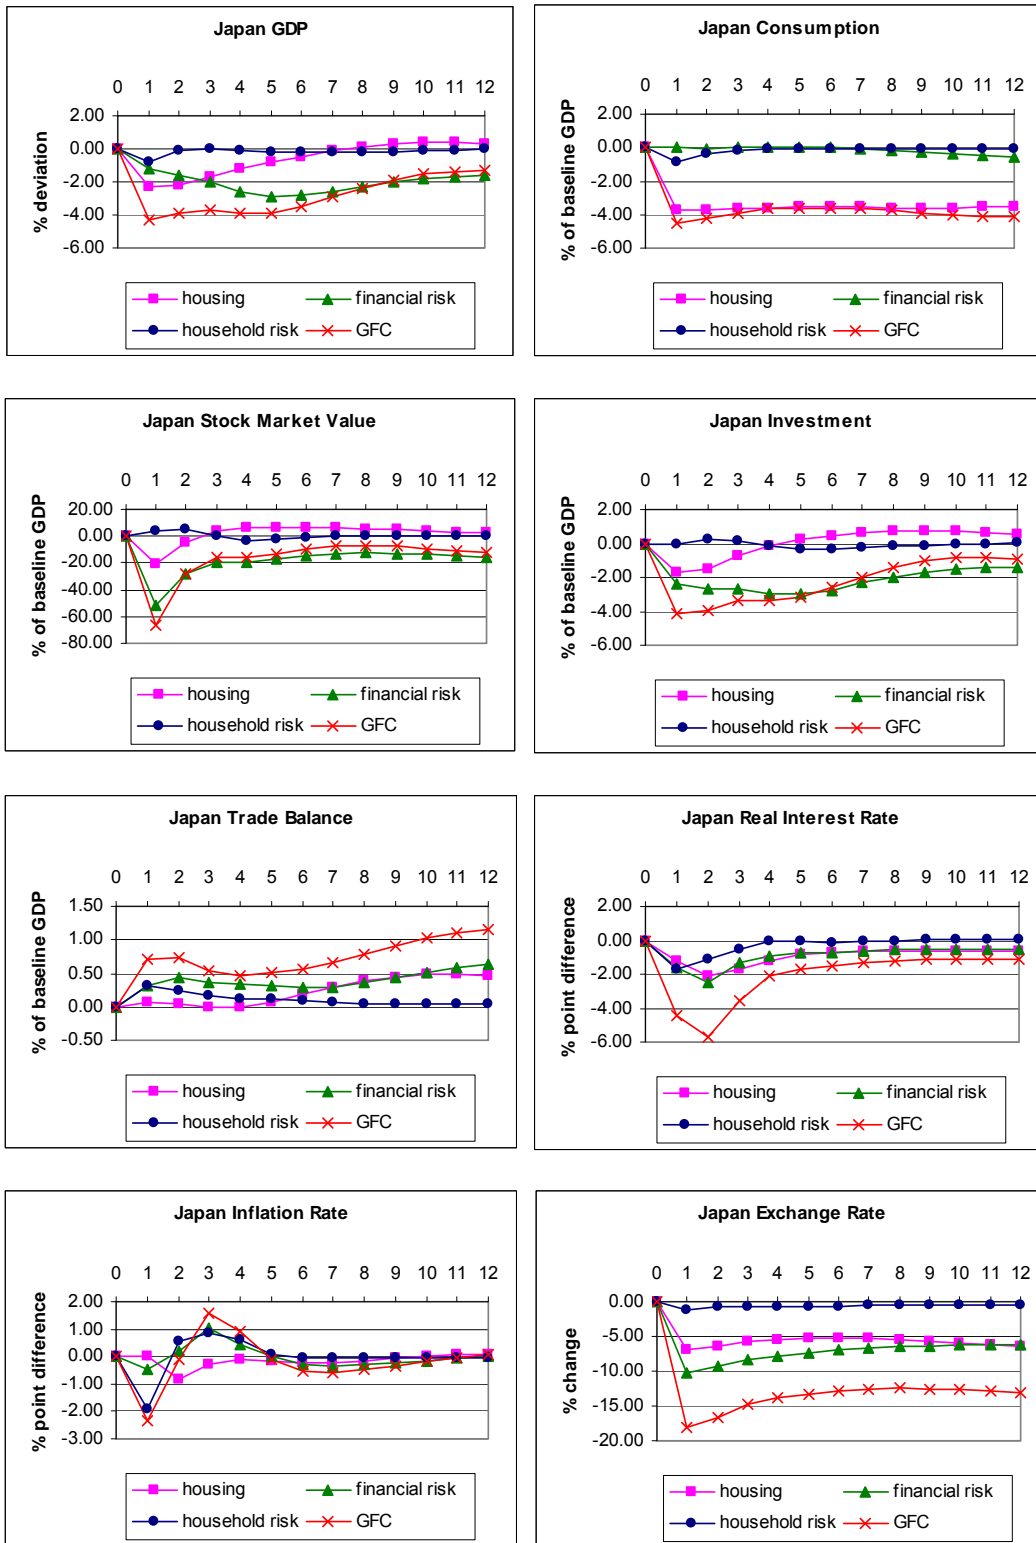 Japan GDP
0 1 2 3 4 5 6 7 8 9 10 11 12
2.00
0.00
-2.00
-4.00
-6.00
% deviation
housing financial risk
household risk GFC
Japan Consumption
0 1 2 3 4 5 6 7 8 9 10 11 12
2.00
0.00
-2.00
-4.00
-6.00
% of baseline GDP
housing financial risk
household risk GFC
Japan Stock Market Value
0 1 2 3 4 5 6 7 8 9 10 11 12
20.00
0.00
-20.00
-40.00
-60.00
-80.00
% of baseline GDP
housing financial risk
household risk GFC
Japan Investment
0 1 2 3 4 5 6 7 8 9 10 11 12
2.00
0.00
-2.00
-4.00
-6.00
% of baseline GDP
housing financial risk
household risk GFC
Japan Trade Balance
0 1 2 3 4 5 6 7 8 9 10 11 12
1.50
1.00
0.50
0.00
-0.50
% of baseline GDP
housing financial risk
household risk GFC
Japan Real Interest Rate
0 1 2 3 4 5 6 7 8 9 10 11 12
2.00
0.00
-2.00
-4.00
-6.00
% point difference
housing financial risk
household risk GFC
Japan Inflation Rate
0 1 2 3 4 5 6 7 8 9 10 11 12
2.00
1.00
0.00
-1.00
-2.00
-3.00
% point difference
housing financial risk
household risk GFC
Japan Exchange Rate
0 1 2 3 4 5 6 7 8 9 10 11 12
0.00
-5.00
-10.00
-15.00
-20.00
% change
housing financial risk
household risk GFC